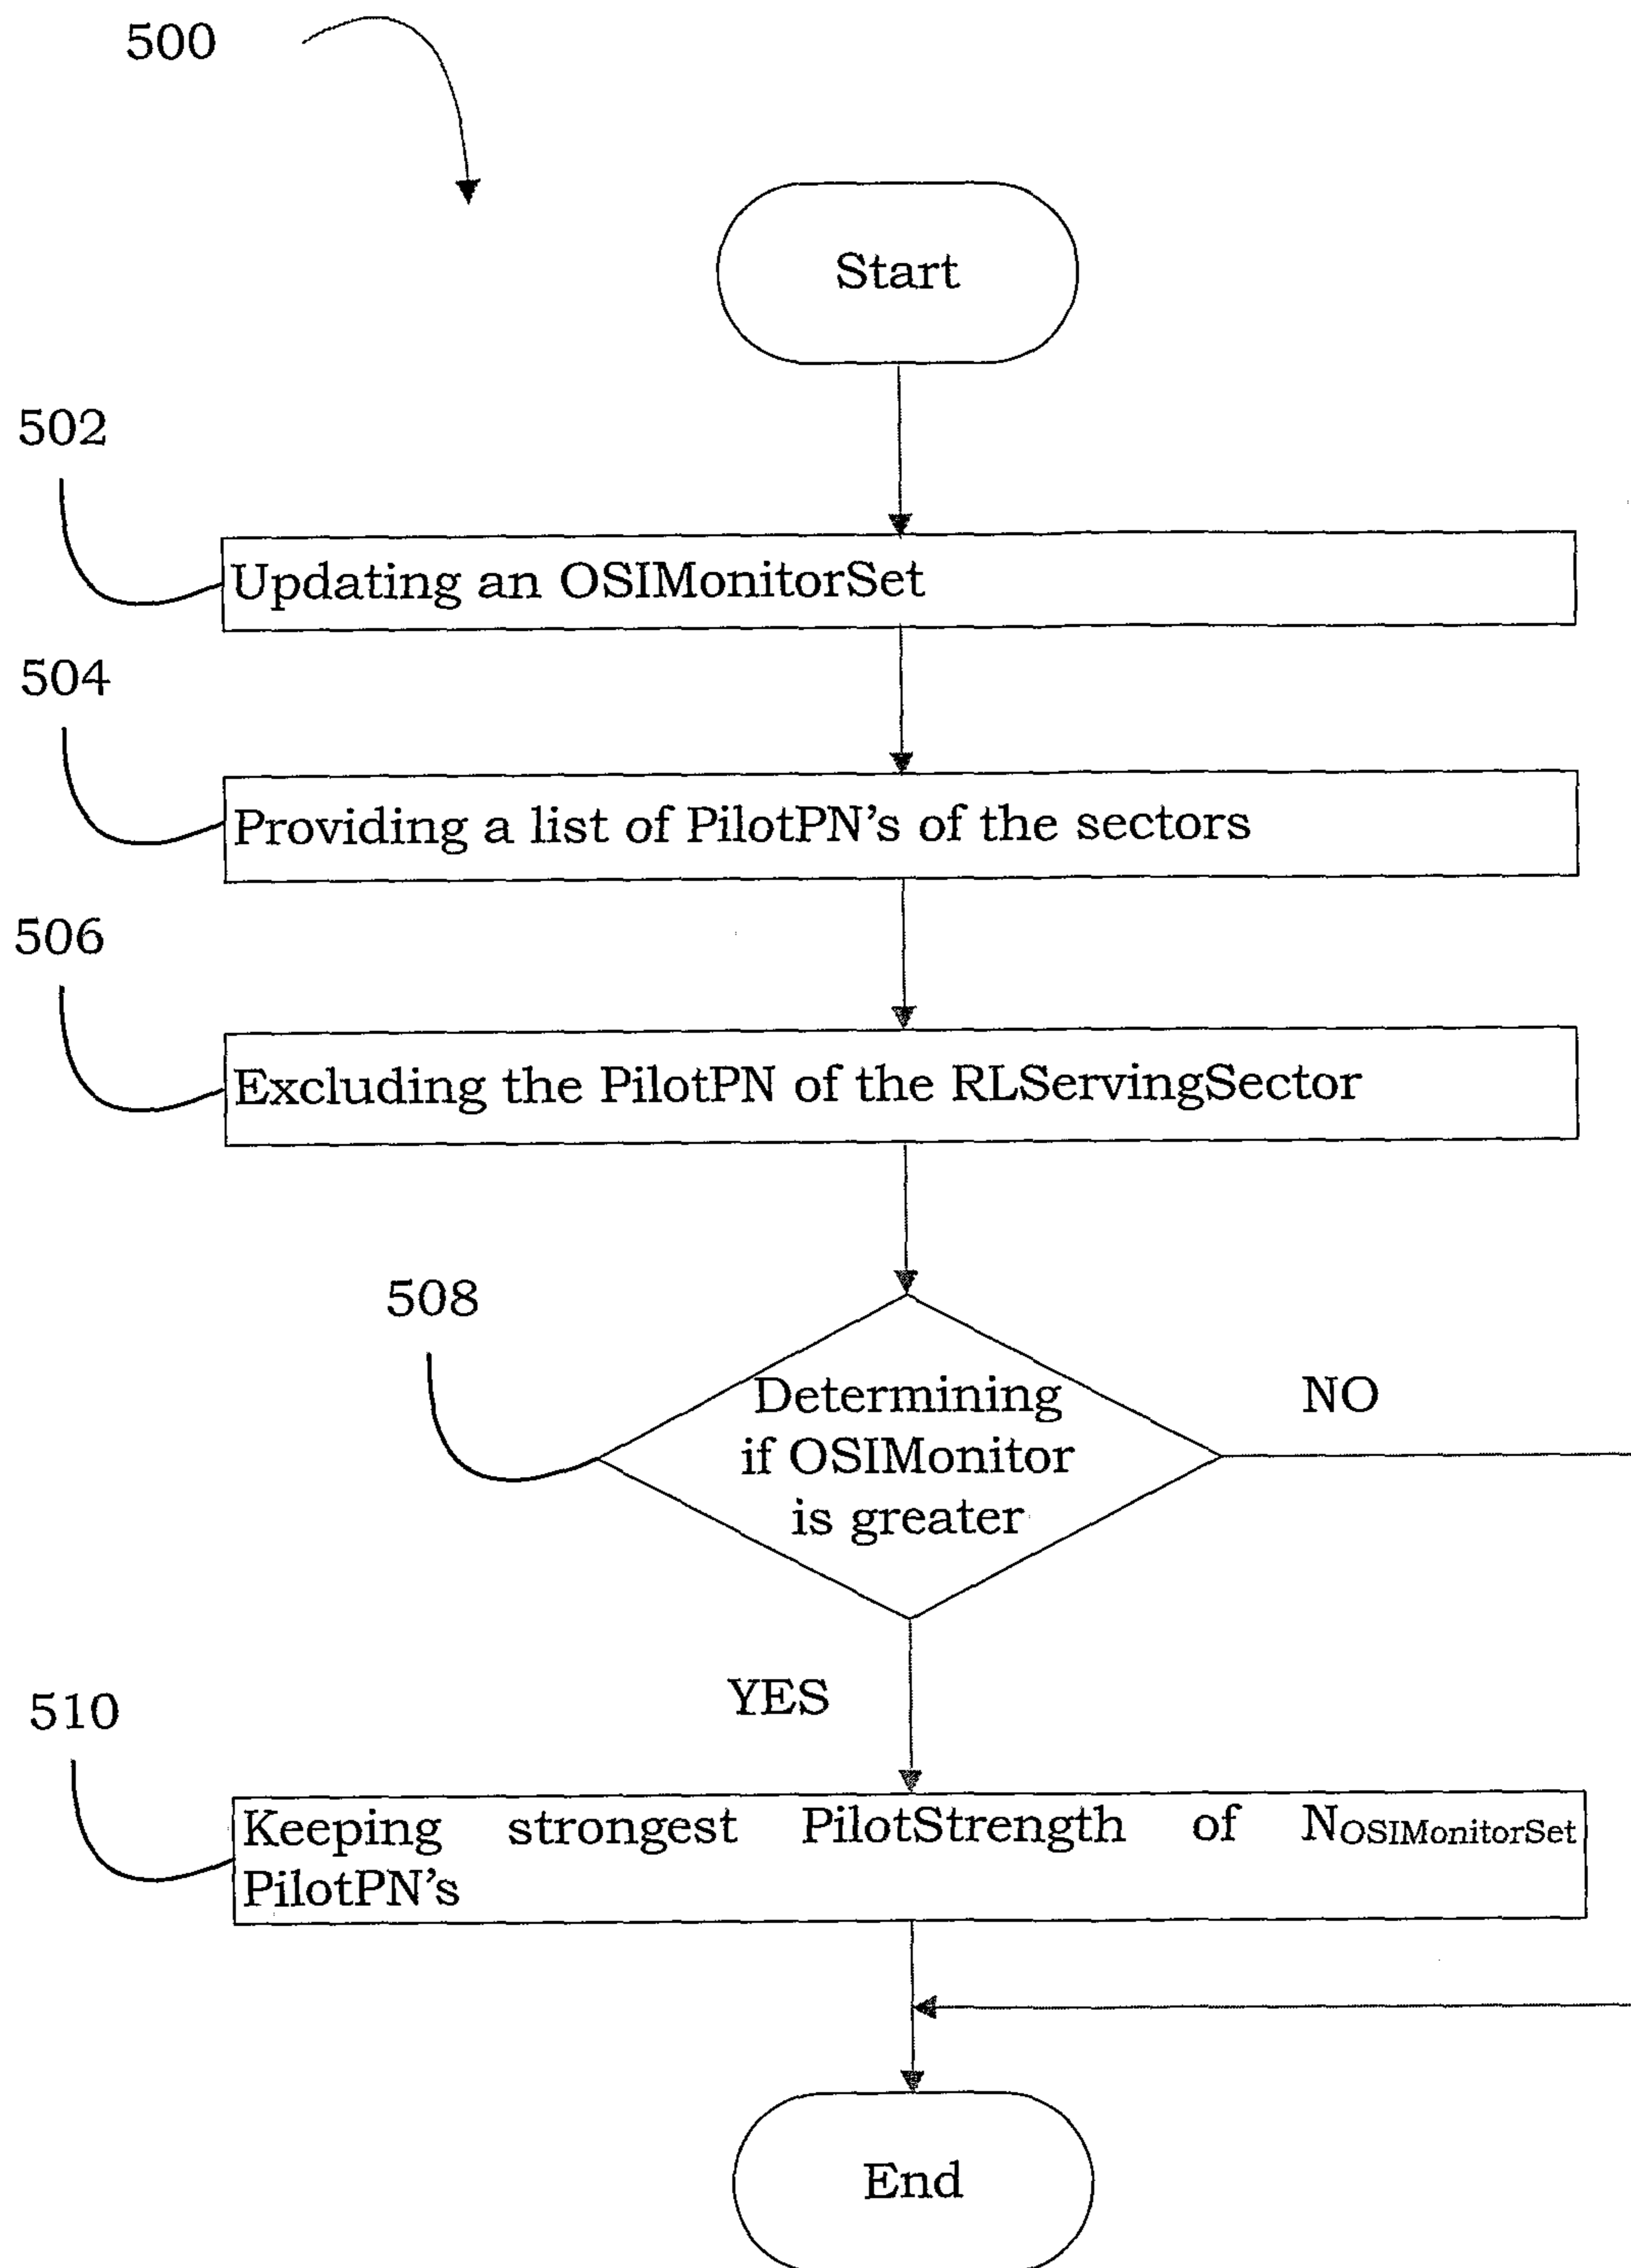 500
Start
502
Updating an OSIMonitorSet
504
Providing a list of PilotPN's of the sectors
506
Excluding the PilotPN of the RLServingSector
508
Determining
if OSIMonitor
is greater
NO
YES
510
Keeping strongest PilotStrength of NOSIMonitorSet
PilotPN's
End